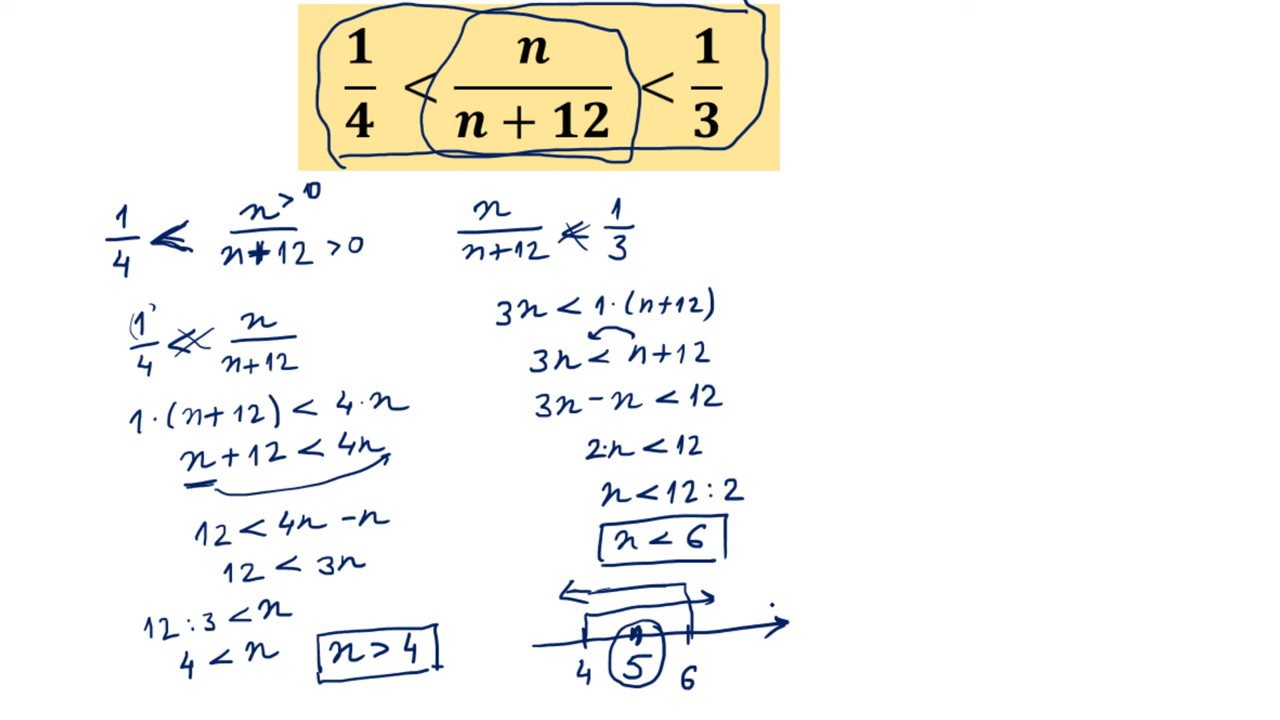 1/4 < n/(n + 12) < 1/3
1/4 < n>0/(n+12 >0)
1/4 < n/(n+12)
1·(n+12) < 4·n
n+12 < 4n
12 < 4n -n
12 < 3n
12 : 3 < n
4 < n
n > 4
n/(n+12) < 1/3
3n < 1·(n+12)
3n < n+12
3n - n < 12
2·n < 12
n < 12 : 2
n < 6
n
4 5 6